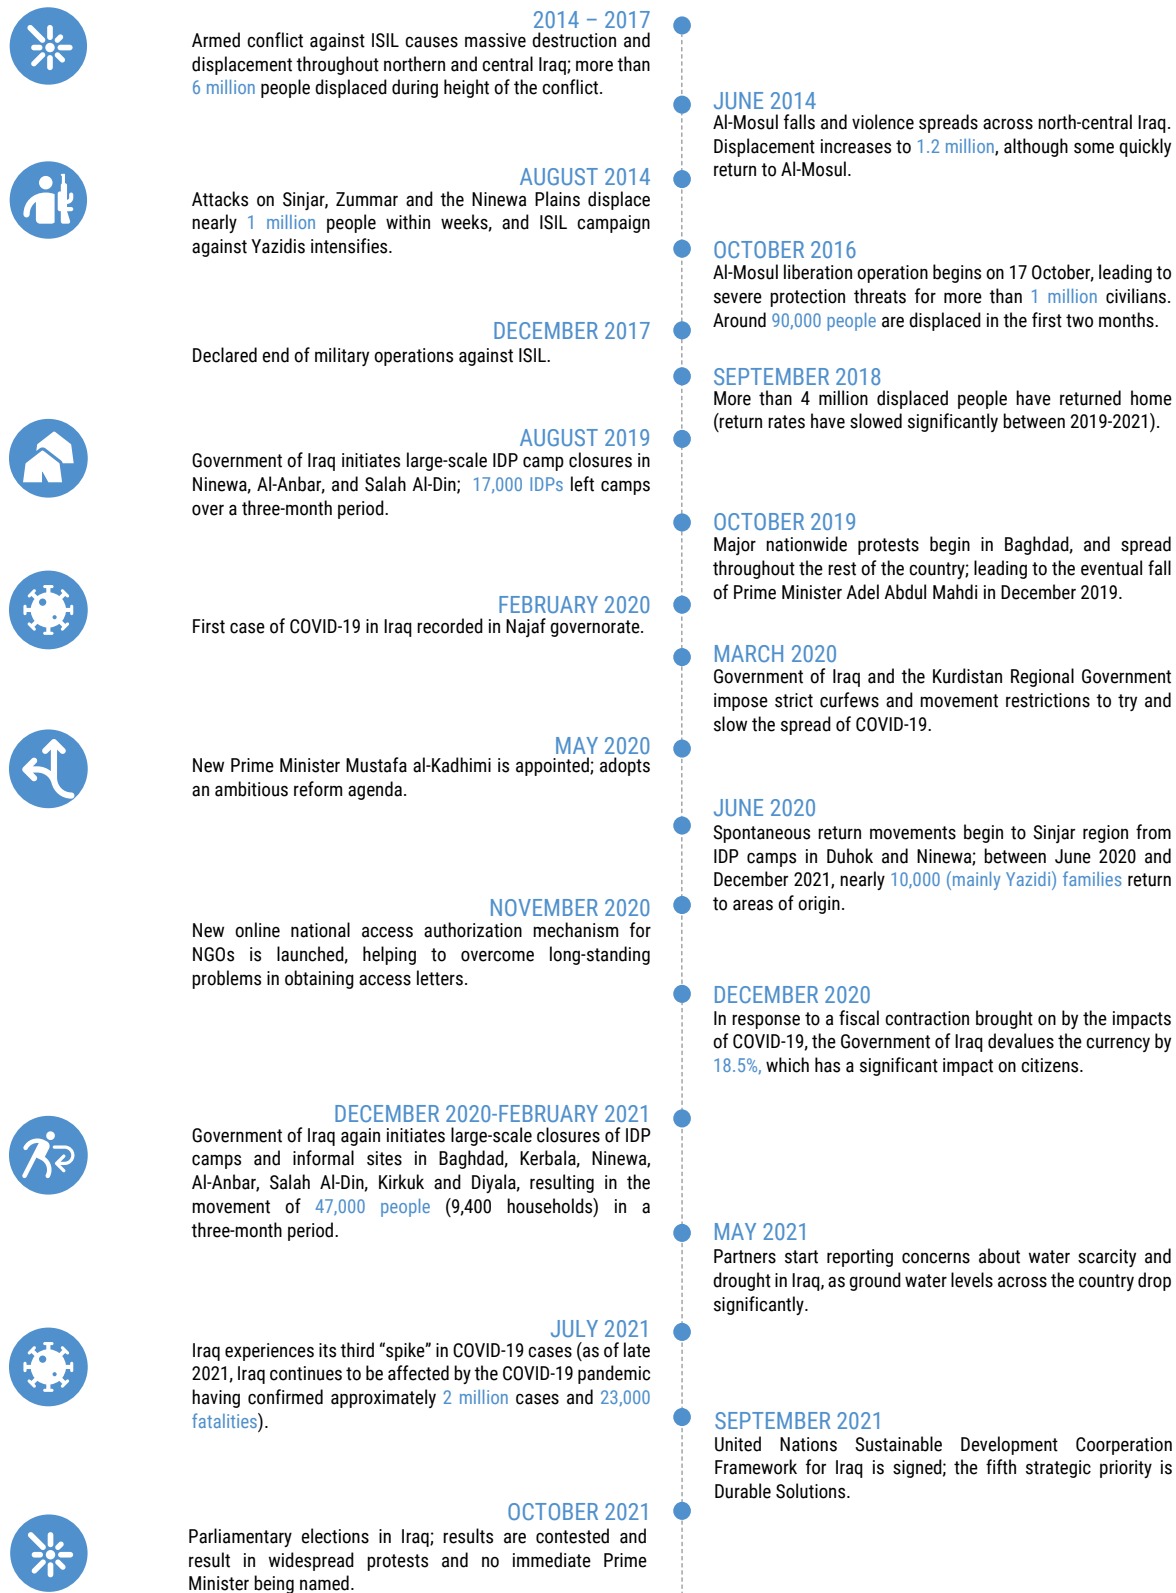 2014 – 2017
Armed conflict against ISIL causes massive destruction and
displacement throughout northern and central Iraq; more than
6 million people displaced during height of the conflict.
JUNE 2014
Al-Mosul falls and violence spreads across north-central Iraq.
Displacement increases to 1.2 million, although some quickly
return to Al-Mosul.
AUGUST 2014
Attacks on Sinjar, Zummar and the Ninewa Plains displace
nearly 1 million people within weeks, and ISIL campaign
against Yazidis intensifies.
OCTOBER 2016
Al-Mosul liberation operation begins on 17 October, leading to
severe protection threats for more than 1 million civilians.
Around 90,000 people are displaced in the first two months.
DECEMBER 2017
Declared end of military operations against ISIL.
SEPTEMBER 2018
More than 4 million displaced people have returned home
(return rates have slowed significantly between 2019-2021).
AUGUST 2019
Government of Iraq initiates large-scale IDP camp closures in
Ninewa, Al-Anbar, and Salah Al-Din; 17,000 IDPs left camps
over a three-month period.
OCTOBER 2019
Major nationwide protests begin in Baghdad, and spread
throughout the rest of the country; leading to the eventual fall
of Prime Minister Adel Abdul Mahdi in December 2019.
FEBRUARY 2020
First case of COVID-19 in Iraq recorded in Najaf governorate.
MARCH 2020
Government of Iraq and the Kurdistan Regional Government
impose strict curfews and movement restrictions to try and
slow the spread of COVID-19.
MAY 2020
New Prime Minister Mustafa al-Kadhimi is appointed; adopts
an ambitious reform agenda.
JUNE 2020
Spontaneous return movements begin to Sinjar region from
IDP camps in Duhok and Ninewa; between June 2020 and
December 2021, nearly 10,000 (mainly Yazidi) families return
to areas of origin.
NOVEMBER 2020
New online national access authorization mechanism for
NGOs is launched, helping to overcome long-standing
problems in obtaining access letters.
DECEMBER 2020
In response to a fiscal contraction brought on by the impacts
of COVID-19, the Government of Iraq devalues the currency by
18.5%, which has a significant impact on citizens.
DECEMBER 2020-FEBRUARY 2021
Government of Iraq again initiates large-scale closures of IDP
camps and informal sites in Baghdad, Kerbala, Ninewa,
Al-Anbar, Salah Al-Din, Kirkuk and Diyala, resulting in the
movement of 47,000 people (9,400 households) in a
three-month period.
MAY 2021
Partners start reporting concerns about water scarcity and
drought in Iraq, as ground water levels across the country drop
significantly.
JULY 2021
Iraq experiences its third “spike” in COVID-19 cases (as of late
2021, Iraq continues to be affected by the COVID-19 pandemic
having confirmed approximately 2 million cases and 23,000
fatalities).
SEPTEMBER 2021
United Nations Sustainable Development Coorperation
Framework for Iraq is signed; the fifth strategic priority is
Durable Solutions.
OCTOBER 2021
Parliamentary elections in Iraq; results are contested and
result in widespread protests and no immediate Prime
Minister being named.